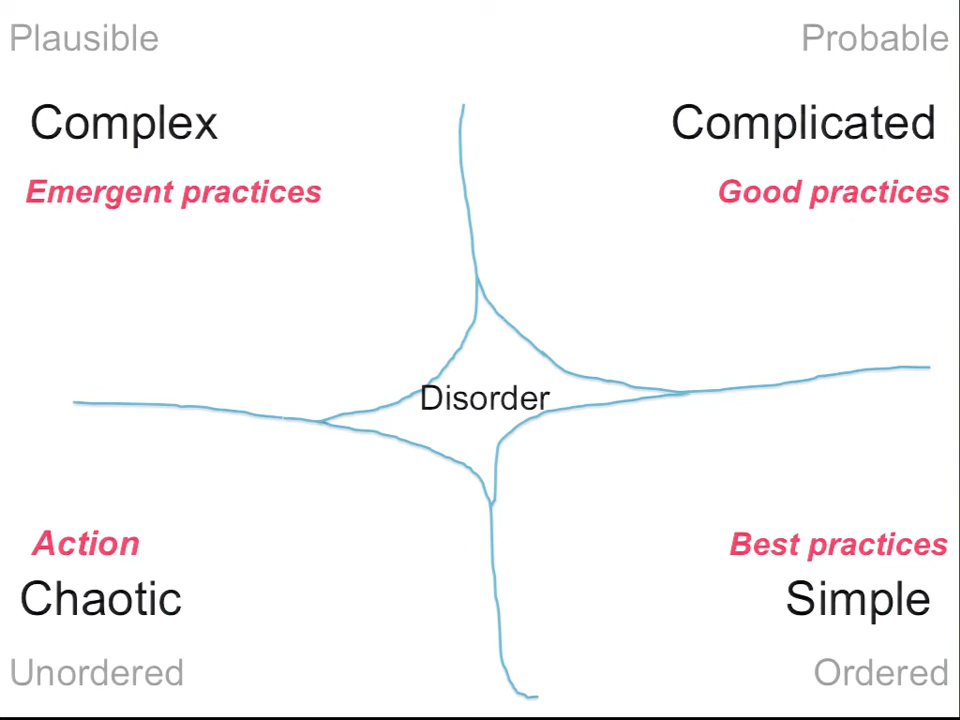 Plausible
Probable
Complex
Complicated
Emergent practices
Good practices
Disorder
Action
Best practices
Chaotic
Simple
Unordered
Ordered